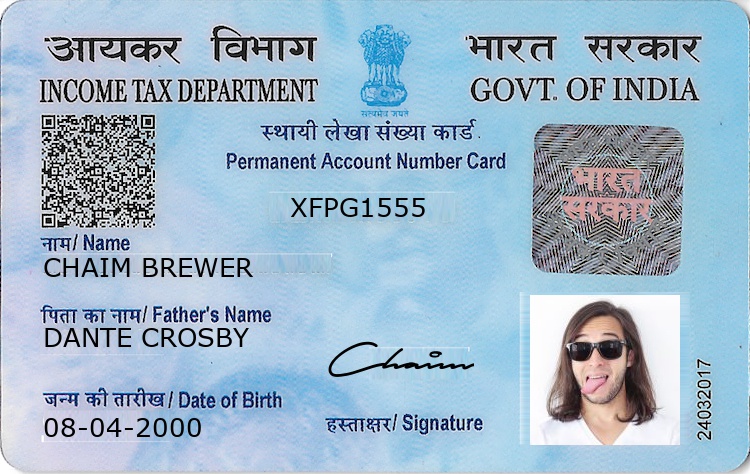 आयकर विभाग
INCOME TAX DEPARTMENT
सत्यमेव जयते
भारत सरकार
GOVT. OF INDIA
स्थायी लेखा संख्या कार्ड
Permanent Account Number Card
XFPG1555
भारत
सरकार
नाम/ Name
CHAIM BREWER
पिता का नाम/ Father's Name
DANTE CROSBY
Chaim
जन्म की तारीख/ Date of Birth
08-04-2000
हस्ताक्षर/ Signature
24032017